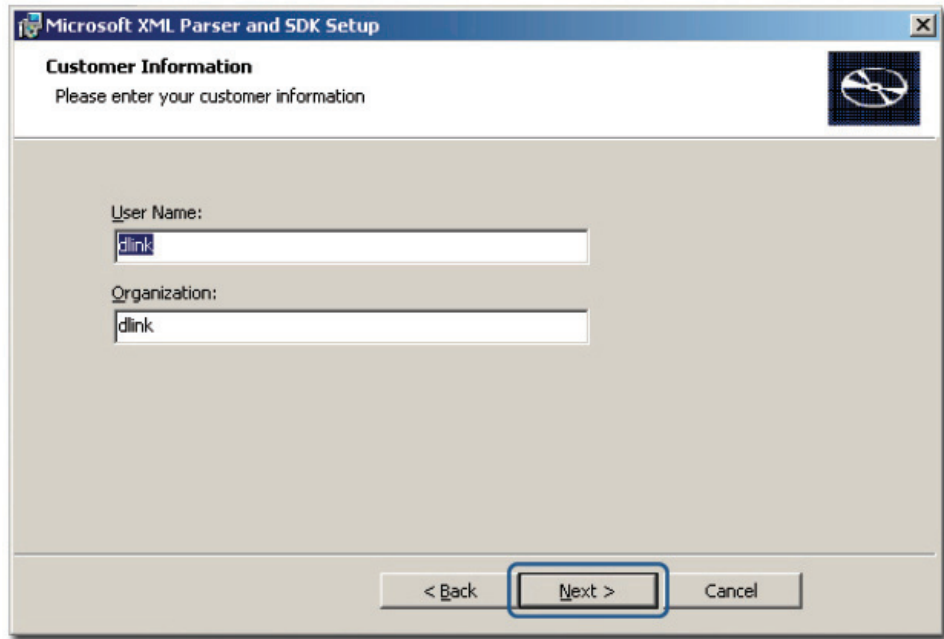 Microsoft XML Parser and SDK Setup
Customer Information
Please enter your customer information
User Name:
dlink
Organization:
dlink
< Back
Next >
Cancel